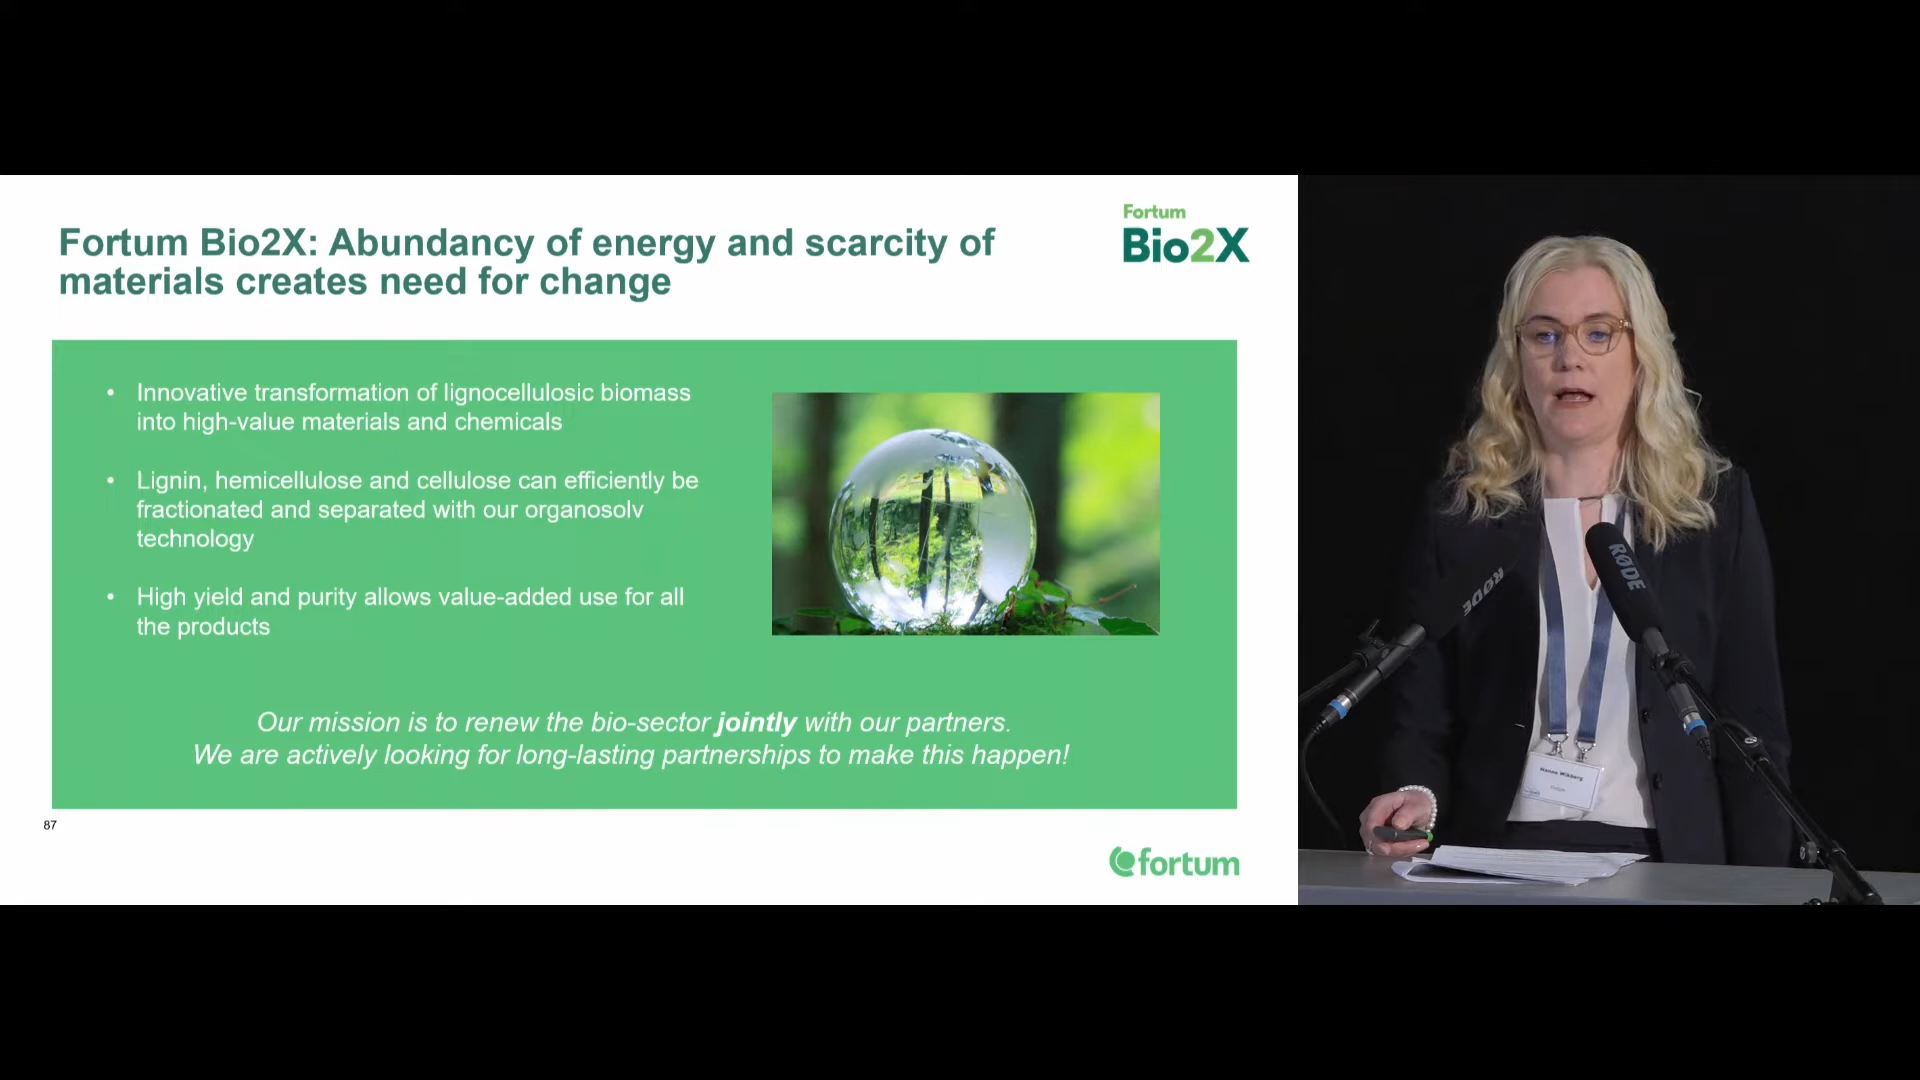 Fortum Bio2X: Abundancy of energy and scarcity of
materials creates need for change
Fortum
Bio2X
• Innovative transformation of lignocellulosic biomass
into high-value materials and chemicals
• Lignin, hemicellulose and cellulose can efficiently be
fractionated and separated with our organosolv
technology
• High yield and purity allows value-added use for all
the products
Our mission is to renew the bio-sector jointly with our partners.
We are actively looking for long-lasting partnerships to make this happen!
87
fortum
RØDE
RØDE
Hanna Wikberg